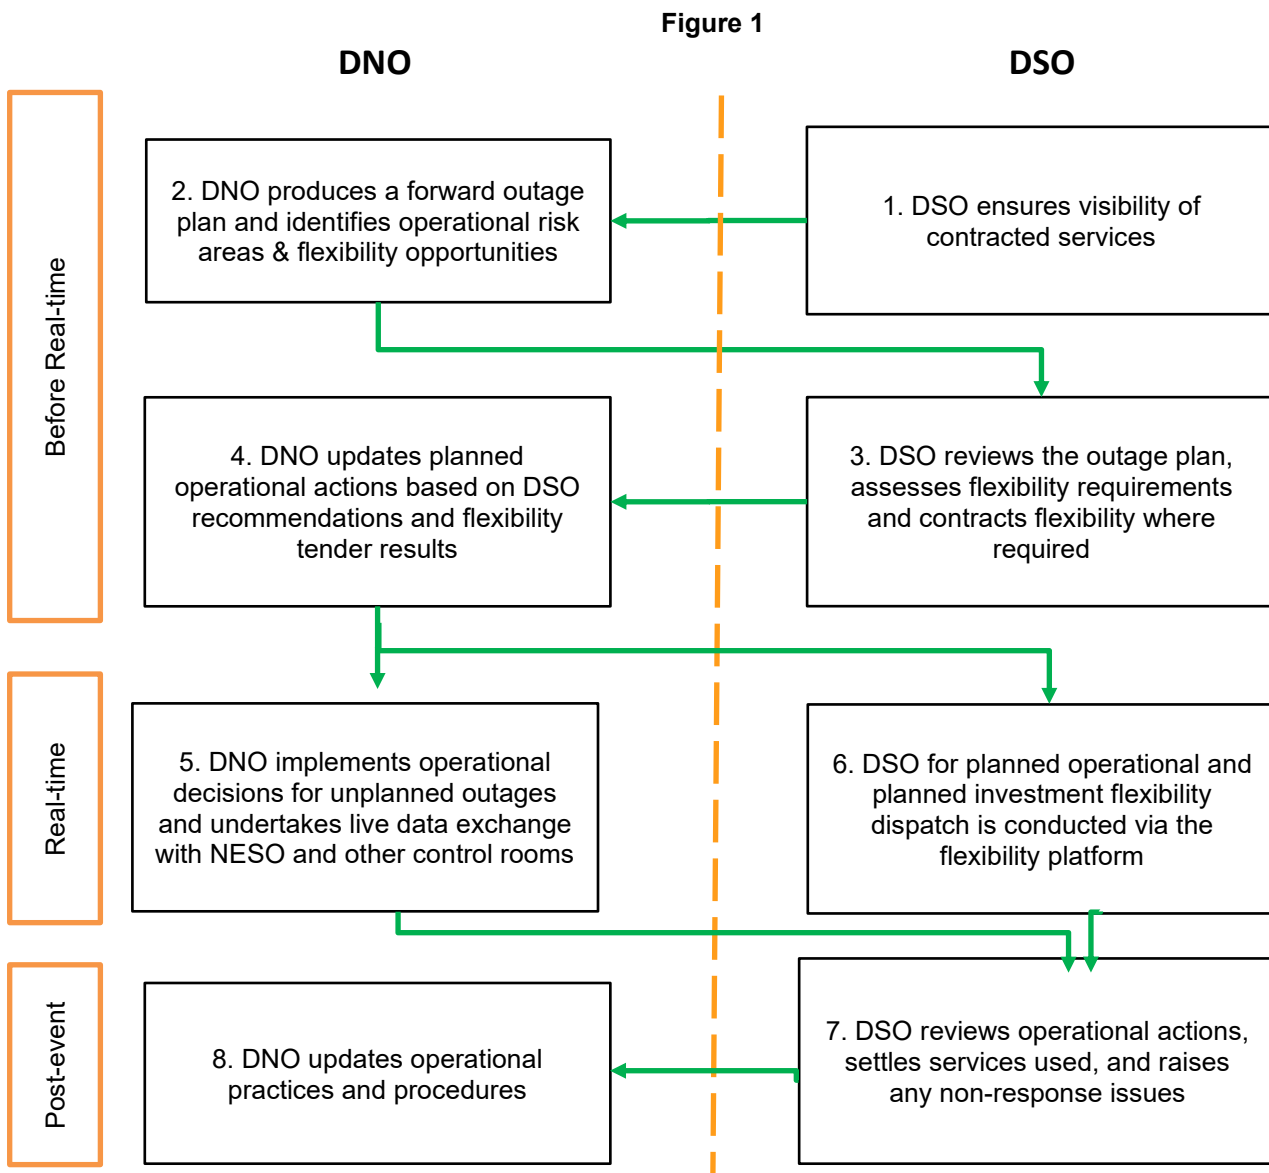 Figure 1
DNO
DSO
Before Real-time
2. DNO produces a forward outage
plan and identifies operational risk
areas & flexibility opportunities
1. DSO ensures visibility of
contracted services
4. DNO updates planned
operational actions based on DSO
recommendations and flexibility
tender results
3. DSO reviews the outage plan,
assesses flexibility requirements
and contracts flexibility where
required
Real-time
5. DNO implements operational
decisions for unplanned outages
and undertakes live data exchange
with NESO and other control rooms
6. DSO for planned operational and
planned investment flexibility
dispatch is conducted via the
flexibility platform
Post-event
8. DNO updates operational
practices and procedures
7. DSO reviews operational actions,
settles services used, and raises
any non-response issues